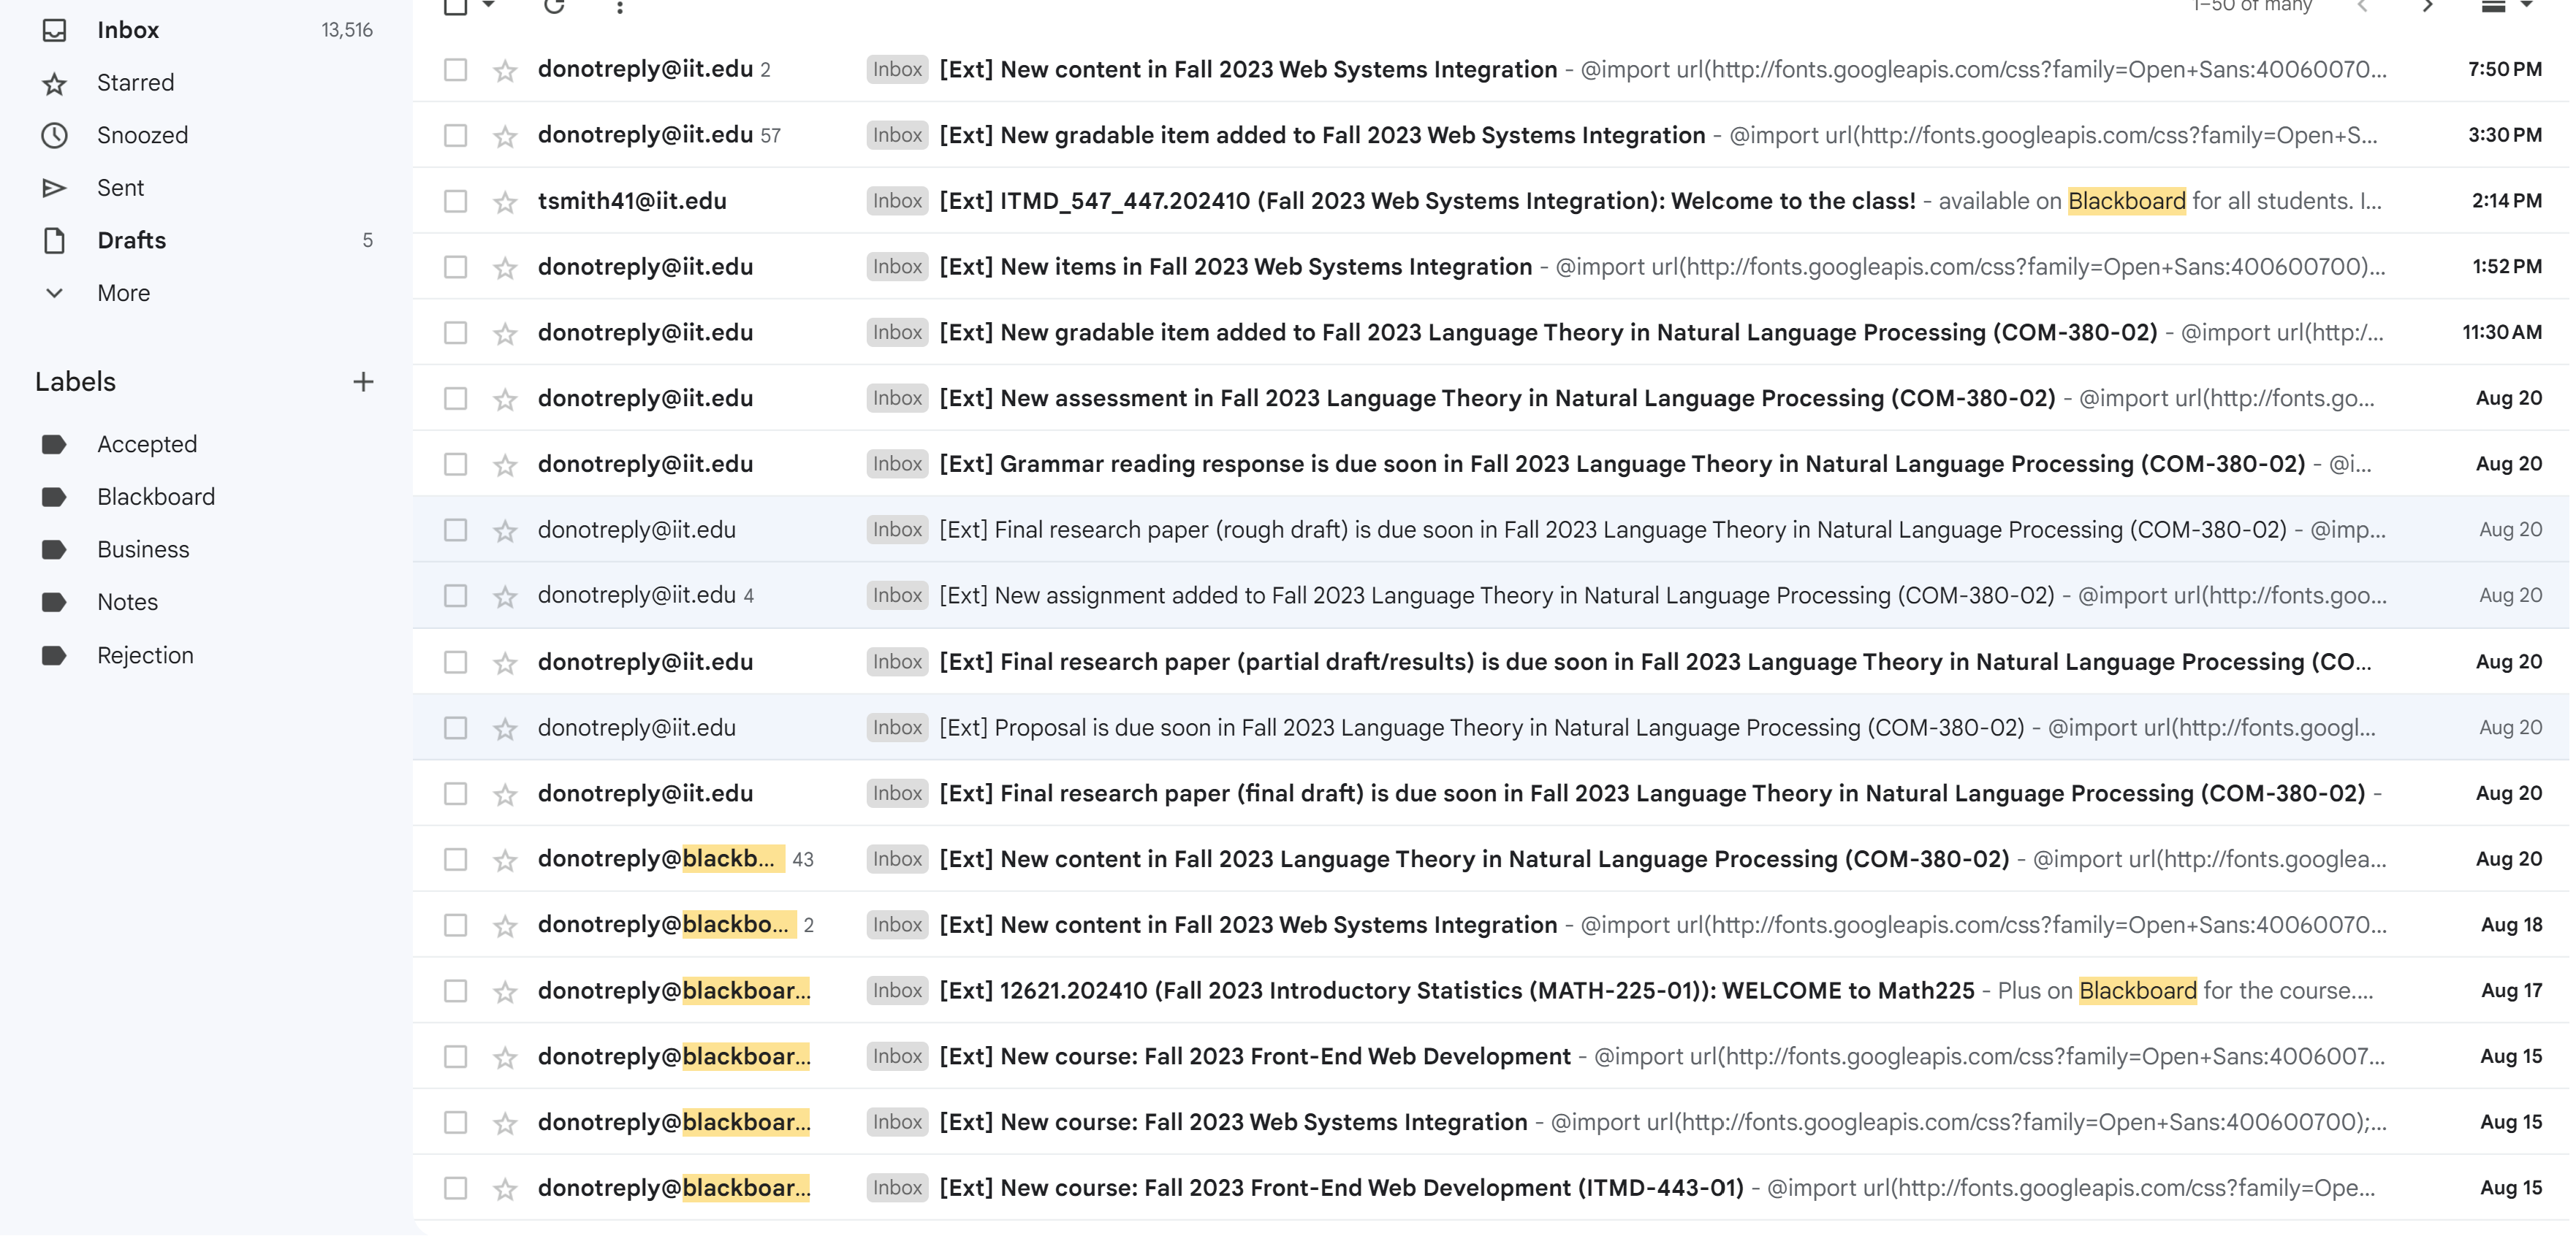 1–50 of many
Inbox 13,516
Starred
Snoozed
Sent
Drafts 5
More
Labels
Accepted
Blackboard
Business
Notes
Rejection
donotreply@iit.edu 2 Inbox [Ext] New content in Fall 2023 Web Systems Integration - @import url(http://fonts.googleapis.com/css?family=Open+Sans:40060070... 7:50 PM
donotreply@iit.edu 57 Inbox [Ext] New gradable item added to Fall 2023 Web Systems Integration - @import url(http://fonts.googleapis.com/css?family=Open+S... 3:30 PM
tsmith41@iit.edu Inbox [Ext] ITMD_547_447.202410 (Fall 2023 Web Systems Integration): Welcome to the class! - available on Blackboard for all students. I... 2:14 PM
donotreply@iit.edu Inbox [Ext] New items in Fall 2023 Web Systems Integration - @import url(http://fonts.googleapis.com/css?family=Open+Sans:400600700)... 1:52 PM
donotreply@iit.edu Inbox [Ext] New gradable item added to Fall 2023 Language Theory in Natural Language Processing (COM-380-02) - @import url(http:/... 11:30 AM
donotreply@iit.edu Inbox [Ext] New assessment in Fall 2023 Language Theory in Natural Language Processing (COM-380-02) - @import url(http://fonts.go... Aug 20
donotreply@iit.edu Inbox [Ext] Grammar reading response is due soon in Fall 2023 Language Theory in Natural Language Processing (COM-380-02) - @i... Aug 20
donotreply@iit.edu Inbox [Ext] Final research paper (rough draft) is due soon in Fall 2023 Language Theory in Natural Language Processing (COM-380-02) - @imp... Aug 20
donotreply@iit.edu 4 Inbox [Ext] New assignment added to Fall 2023 Language Theory in Natural Language Processing (COM-380-02) - @import url(http://fonts.goo... Aug 20
donotreply@iit.edu Inbox [Ext] Final research paper (partial draft/results) is due soon in Fall 2023 Language Theory in Natural Language Processing (CO... Aug 20
donotreply@iit.edu Inbox [Ext] Proposal is due soon in Fall 2023 Language Theory in Natural Language Processing (COM-380-02) - @import url(http://fonts.googl... Aug 20
donotreply@iit.edu Inbox [Ext] Final research paper (final draft) is due soon in Fall 2023 Language Theory in Natural Language Processing (COM-380-02) - Aug 20
donotreply@blackb... 43 Inbox [Ext] New content in Fall 2023 Language Theory in Natural Language Processing (COM-380-02) - @import url(http://fonts.googlea... Aug 20
donotreply@blackbo... 2 Inbox [Ext] New content in Fall 2023 Web Systems Integration - @import url(http://fonts.googleapis.com/css?family=Open+Sans:40060070... Aug 18
donotreply@blackboar... Inbox [Ext] 12621.202410 (Fall 2023 Introductory Statistics (MATH-225-01)): WELCOME to Math225 - Plus on Blackboard for the course.... Aug 17
donotreply@blackboar... Inbox [Ext] New course: Fall 2023 Front-End Web Development - @import url(http://fonts.googleapis.com/css?family=Open+Sans:4006007... Aug 15
donotreply@blackboar... Inbox [Ext] New course: Fall 2023 Web Systems Integration - @import url(http://fonts.googleapis.com/css?family=Open+Sans:400600700);... Aug 15
donotreply@blackboar... Inbox [Ext] New course: Fall 2023 Front-End Web Development (ITMD-443-01) - @import url(http://fonts.googleapis.com/css?family=Ope... Aug 15